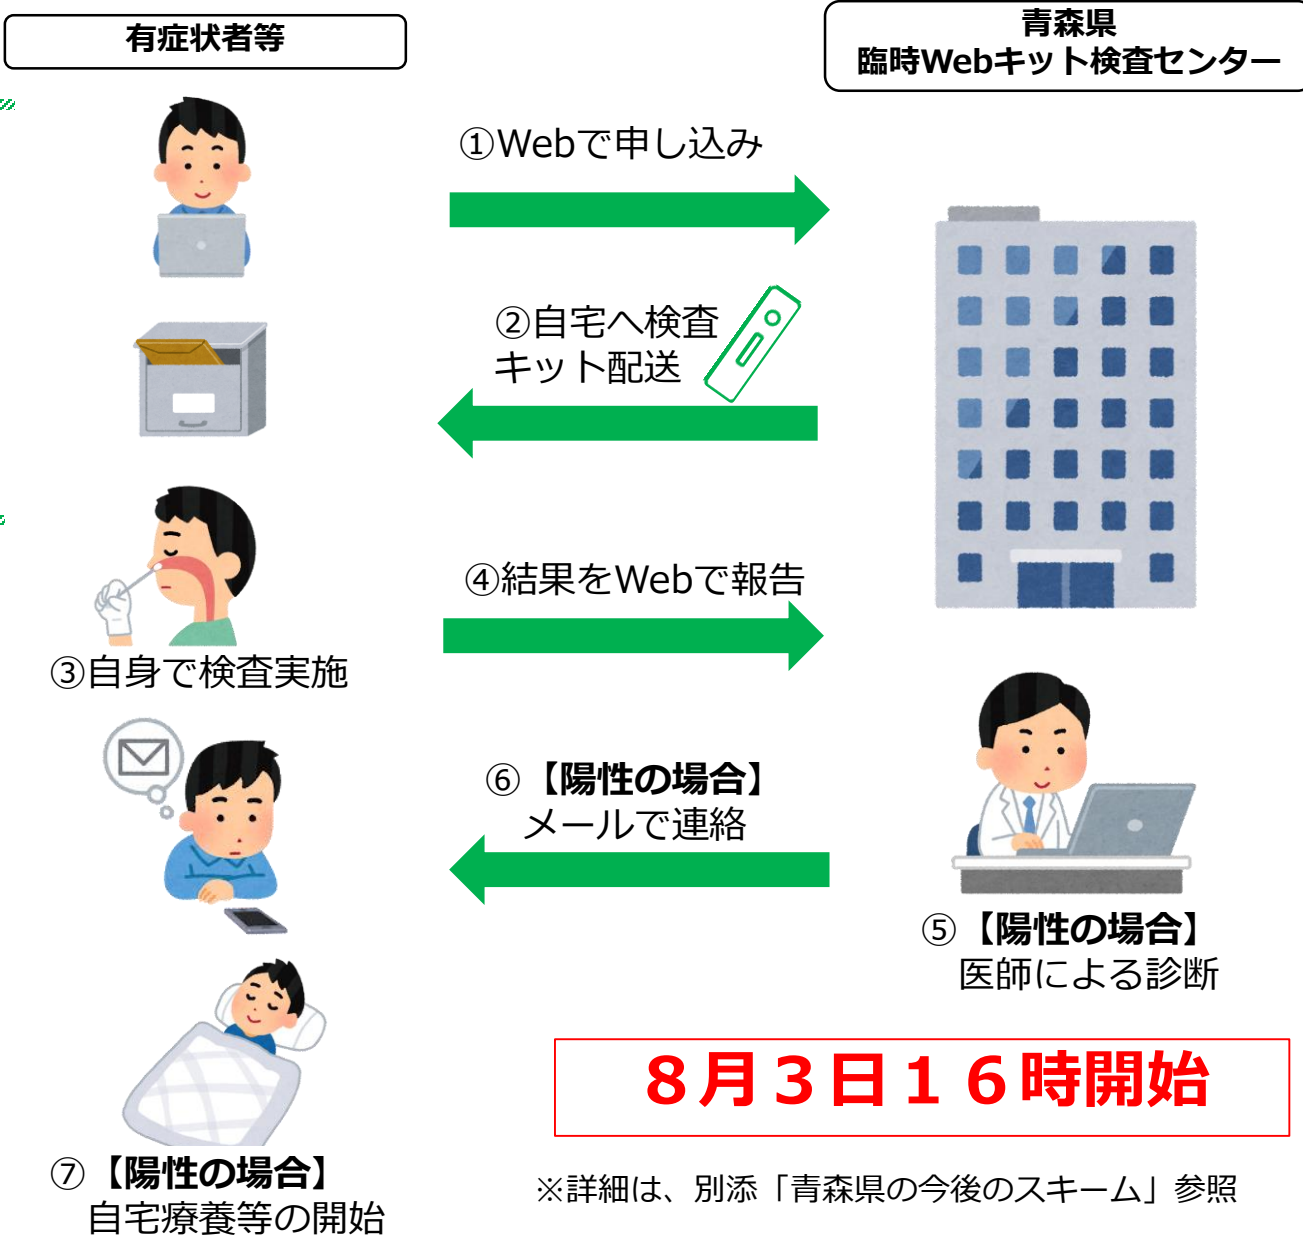 有症状者等
青森県
臨時Webキット検査センター
①Webで申し込み
②自宅へ検査
キット配送
③自身で検査実施
④結果をWebで報告
⑤【陽性の場合】
医師による診断
⑥【陽性の場合】
メールで連絡
⑦【陽性の場合】
自宅療養等の開始
８月３日１６時開始
※詳細は、別添「青森県の今後のスキーム」参照